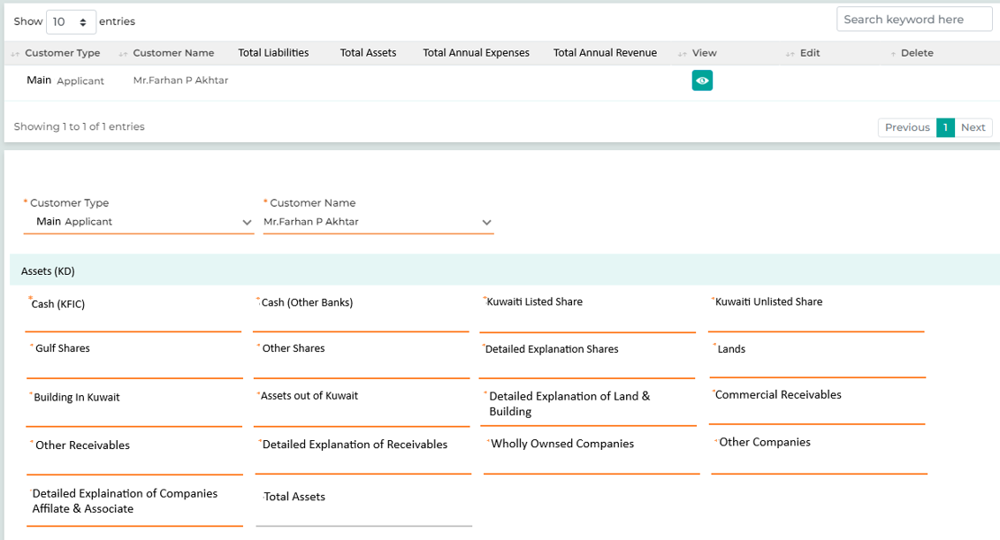 Show 10 entries
Search keyword here
Customer Type Customer Name Total Liabilities Total Assets Total Annual Expenses Total Annual Revenue View Edit Delete
Main Applicant Mr.Farhan P Akhtar
Showing 1 to 1 of 1 entries
Previous 1 Next
* Customer Type * Customer Name
Main Applicant Mr.Farhan P Akhtar
Assets (KD)
*Cash (KFIC) *Cash (Other Banks) *Kuwaiti Listed Share *Kuwaiti Unlisted Share
* Gulf Shares * Other Shares *Detailed Explanation Shares * Lands
*Building In Kuwait *Assets out of Kuwait * Detailed Explanation of Land &
Building
*Commercial Receivables
* Other Receivables *Detailed Explanation of Receivables *Wholly Ownsed Companies * Other Companies
Detailed Explaination of Companies
Affilate & Associate
Total Assets